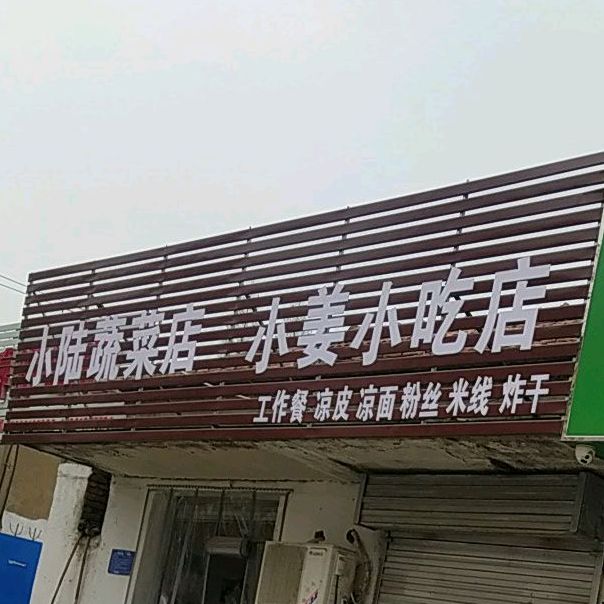 小陆蔬菜店 小姜小吃店
工作餐 凉皮 凉面 粉丝 米线 炸干